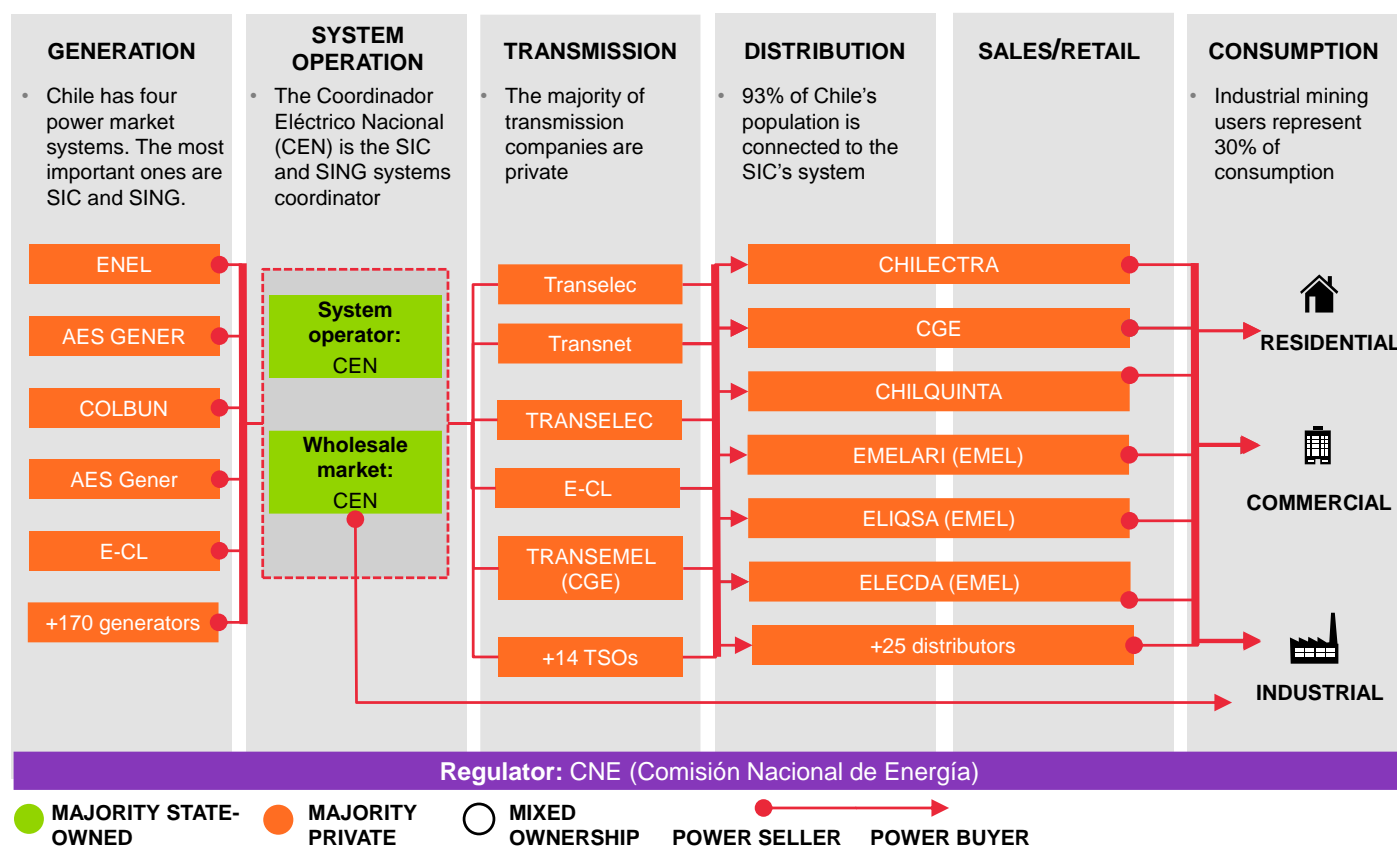 GENERATION
• Chile has four
power market
systems. The most
important ones are
SIC and SING.
SYSTEM
OPERATION
• The Coordinador
Eléctrico Nacional
(CEN) is the SIC
and SING systems
coordinator
TRANSMISSION
• The majority of
transmission
companies are
private
DISTRIBUTION
• 93% of Chile’s
population is
connected to the
SIC’s system
SALES/RETAIL
CONSUMPTION
• Industrial mining
users represent
30% of
consumption
ENEL
AES GENER
COLBUN
AES Gener
E-CL
+170 generators
System
operator:
CEN
Wholesale
market:
CEN
Transelec
Transnet
TRANSELEC
E-CL
TRANSEMEL
(CGE)
+14 TSOs
CHILECTRA
CGE
CHILQUINTA
EMELARI (EMEL)
ELIQSA (EMEL)
ELECDA (EMEL)
+25 distributors
RESIDENTIAL
COMMERCIAL
INDUSTRIAL
Regulator: CNE (Comisión Nacional de Energía)
MAJORITY STATE-
OWNED
MAJORITY
PRIVATE
MIXED
OWNERSHIP
POWER SELLER
POWER BUYER